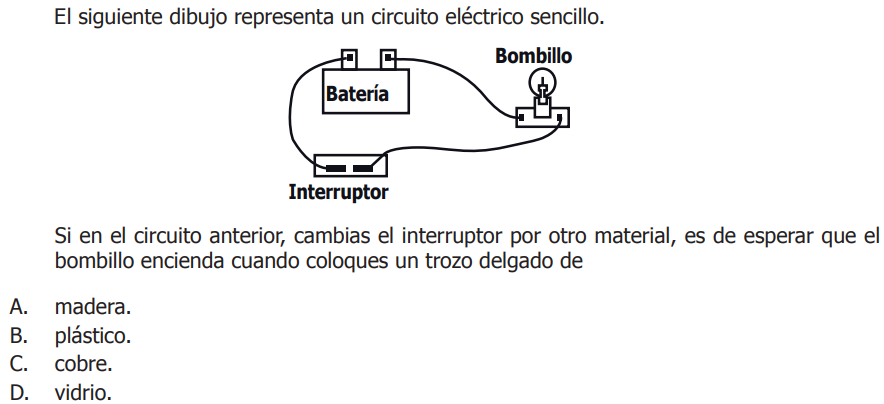 El siguiente dibujo representa un circuito eléctrico sencillo.
Bombillo
Batería
Interruptor
Si en el circuito anterior, cambias el interruptor por otro material, es de esperar que el
bombillo encienda cuando coloques un trozo delgado de
A. madera.
B. plástico.
C. cobre.
D. vidrio.